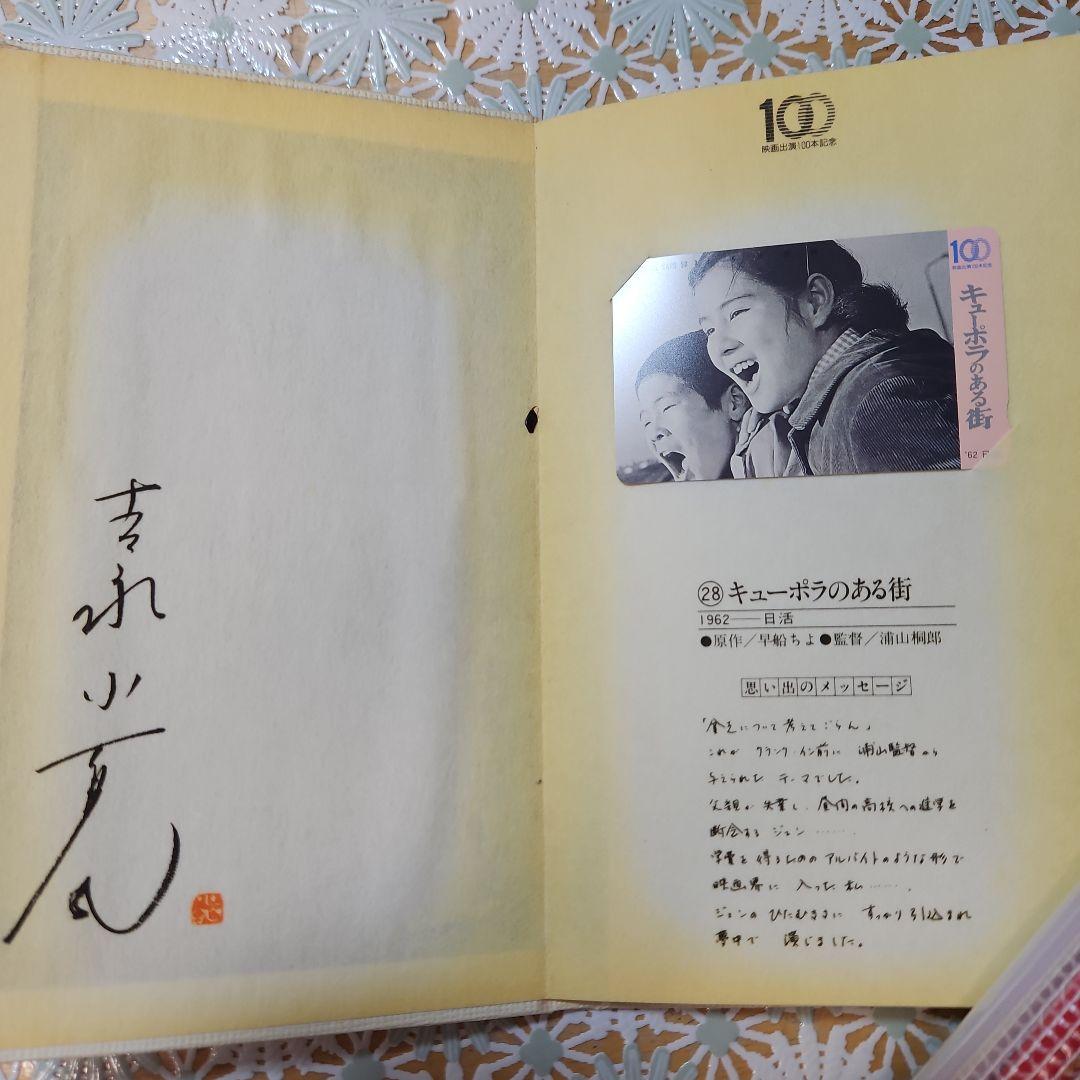 吉永小百合
100
映画出演100本記念
100
映画出演100本記念
キューポラのある街
'62
㉘キューポラのある街
1962——日活
●原作／早船ちよ●監督／浦山桐郎
思い出のメッセージ
「貧乏について考えてごらん」
これが クランク・イン前に 浦山監督から
与えられた テーマでした。
父親が 失業し、昼間の高校への進学を
断念する ジュン‥‥‥。
学費を 得るための アルバイトのような形で
映画界に 入った 私‥‥‥。
ジュンの ひたむきさに すっかり引込まれ
夢中で 演じました。